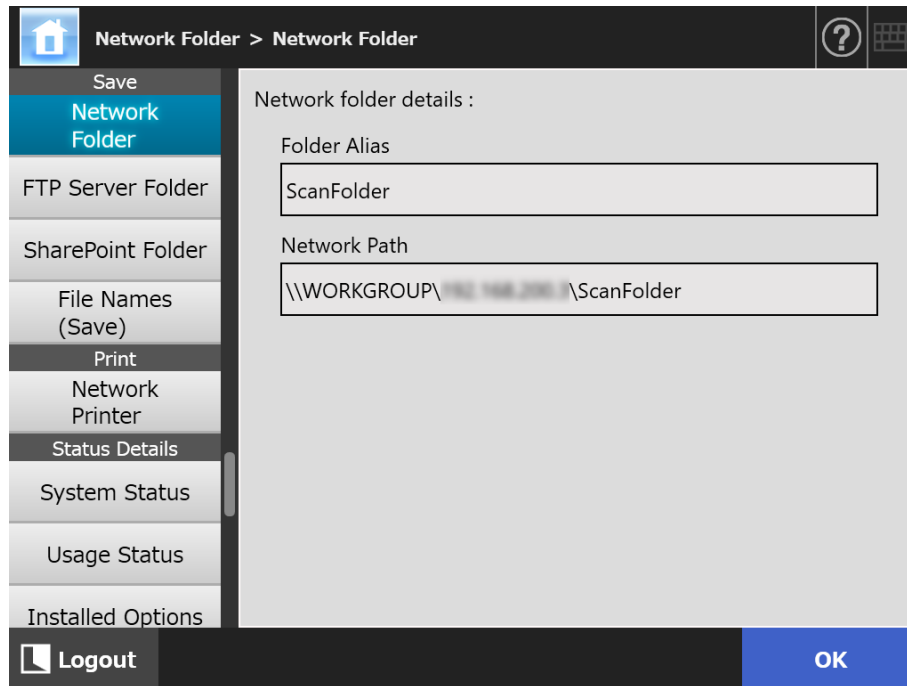 Network Folder > Network Folder
?
Save
Network
Folder
FTP Server Folder
SharePoint Folder
File Names
(Save)
Print
Network
Printer
Status Details
System Status
Usage Status
Installed Options
Network folder details :
Folder Alias
ScanFolder
Network Path
\\WORKGROUP\ \ScanFolder
Logout
OK